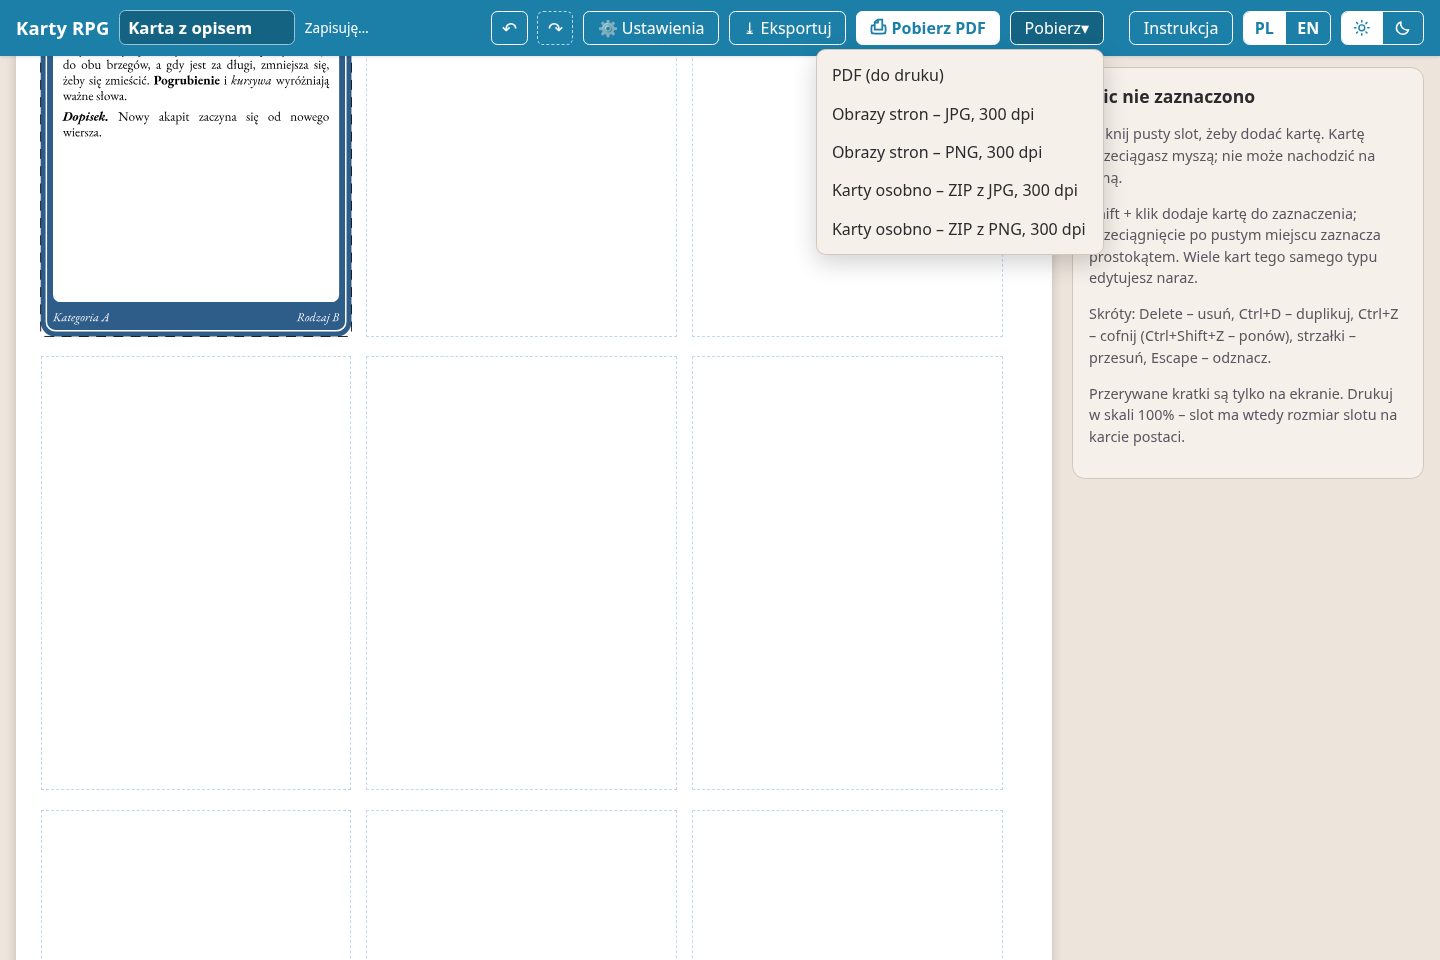 Karty RPG
Karta z opisem
Zapisuję…
Ustawienia
Eksportuj
Pobierz PDF
Pobierz▾
Instrukcja
PL
EN
PDF (do druku)
Obrazy stron – JPG, 300 dpi
Obrazy stron – PNG, 300 dpi
Karty osobno – ZIP z JPG, 300 dpi
Karty osobno – ZIP z PNG, 300 dpi
do obu brzegów, a gdy jest za długi, zmniejsza się,
żeby się zmieścić. Pogrubienie i kursywa wyróżniają
ważne słowa.
Dopisek. Nowy akapit zaczyna się od nowego
wiersza.
Kategoria A
Rodzaj B
nie zaznaczono
pusty slot, żeby dodać kartę. Kartę
myszą; nie może nachodzić na
+ klik dodaje kartę do zaznaczenia;
po pustym miejscu zaznacza
prostokątem. Wiele kart tego samego typu
edytujesz naraz.
Skróty: Delete – usuń, Ctrl+D – duplikuj, Ctrl+Z
– cofnij (Ctrl+Shift+Z – ponów), strzałki –
przesuń, Escape – odznacz.
Przerywane kratki są tylko na ekranie. Drukuj
w skali 100% – slot ma wtedy rozmiar slotu na
karcie postaci.